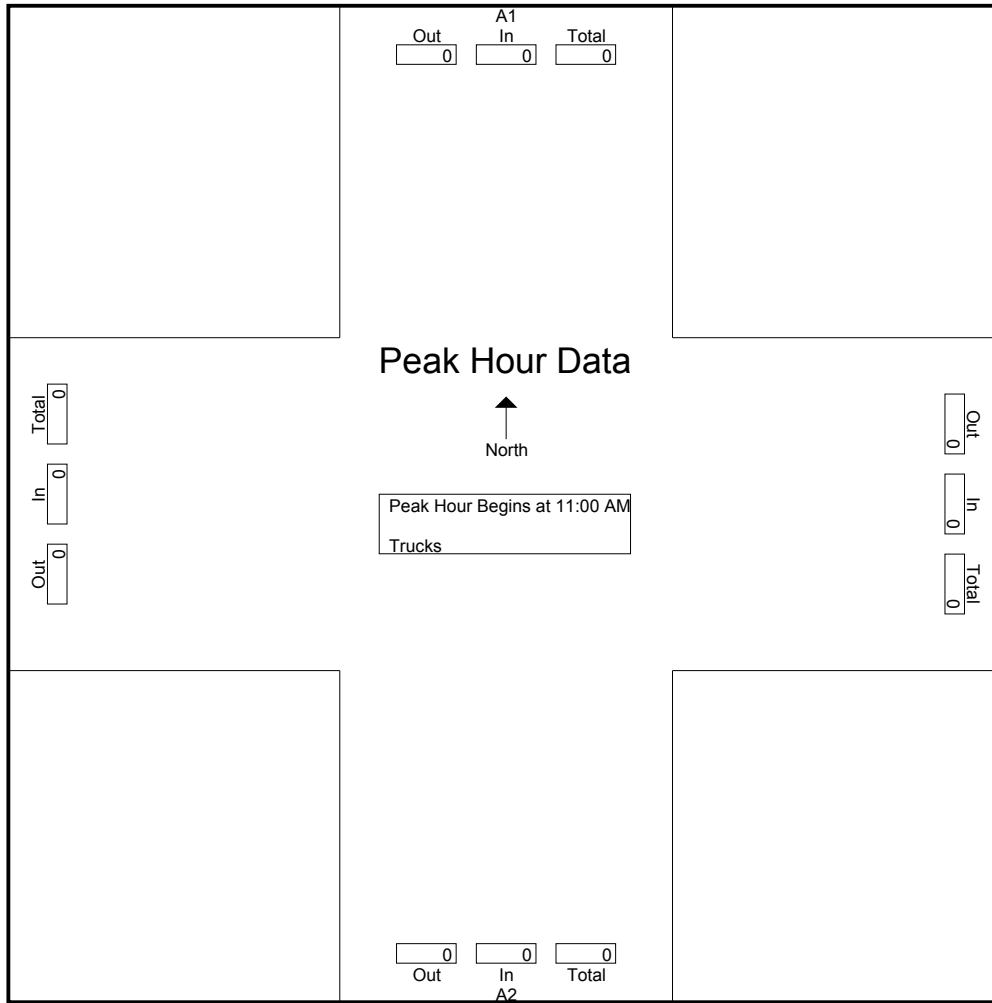 A1
Out In Total
0 0 0
Peak Hour Data
North
Peak Hour Begins at 11:00 AM
Trucks
Total 0
In 0
Out 0
Out 0
In 0
Total 0
0 0 0
Out In Total
A2